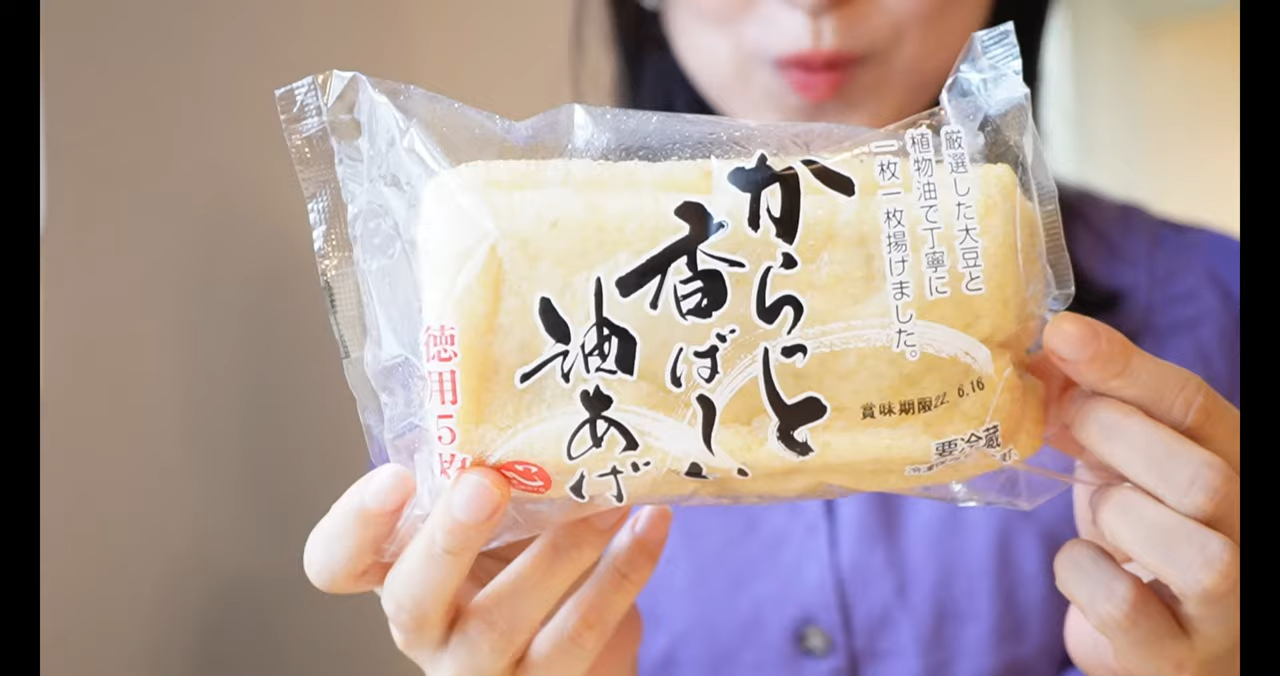 厳選した大豆と
植物油で丁寧に
一枚一枚揚げました。
からっと
香ばしい
油あげ
徳用5枚
賞味期限22.6.16
要冷蔵